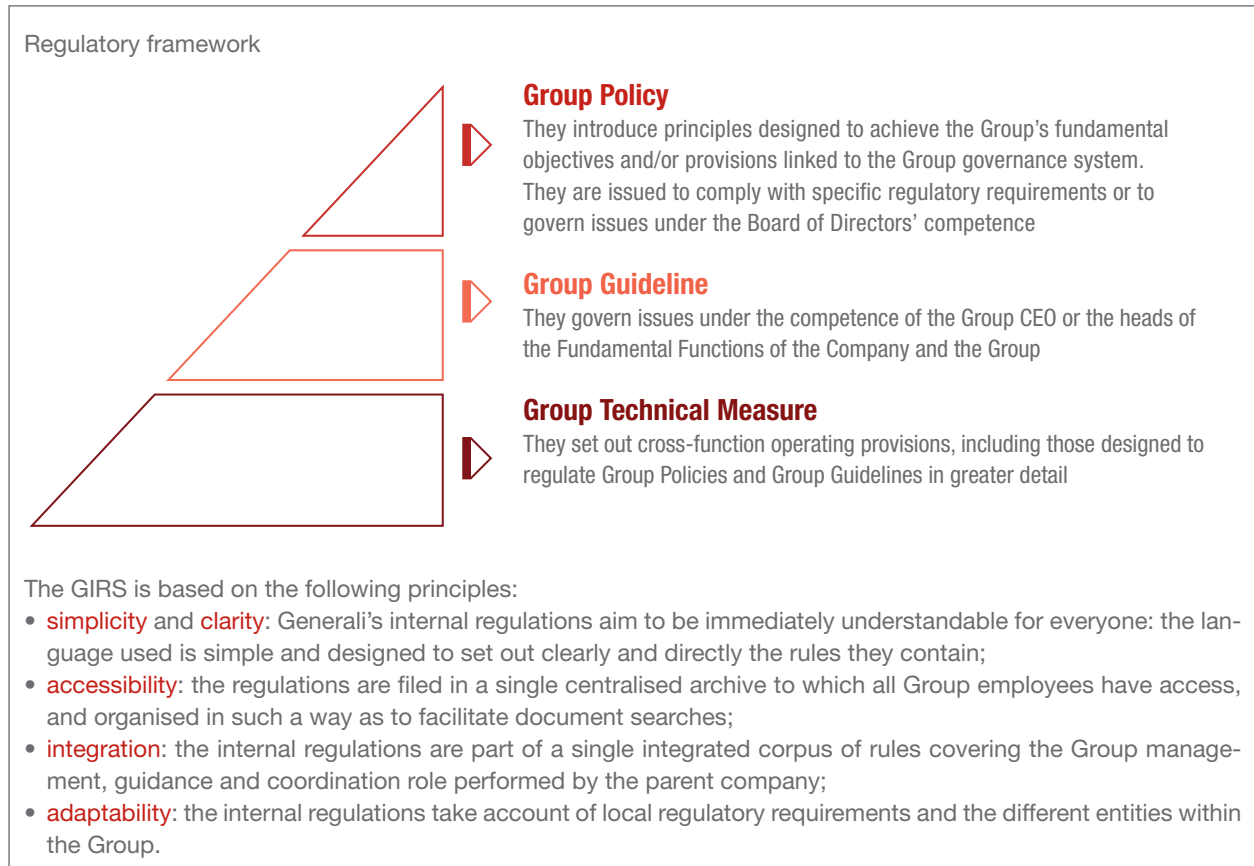 Regulatory framework
Group Policy
They introduce principles designed to achieve the Group's fundamental
objectives and/or provisions linked to the Group governance system.
They are issued to comply with specific regulatory requirements or to
govern issues under the Board of Directors' competence
Group Guideline
They govern issues under the competence of the Group CEO or the heads of
the Fundamental Functions of the Company and the Group
Group Technical Measure
They set out cross-function operating provisions, including those designed to
regulate Group Policies and Group Guidelines in greater detail
The GIRS is based on the following principles:
• simplicity and clarity: Generali's internal regulations aim to be immediately understandable for everyone: the lan-
guage used is simple and designed to set out clearly and directly the rules they contain;
• accessibility: the regulations are filed in a single centralised archive to which all Group employees have access,
and organised in such a way as to facilitate document searches;
• integration: the internal regulations are part of a single integrated corpus of rules covering the Group manage-
ment, guidance and coordination role performed by the parent company;
• adaptability: the internal regulations take account of local regulatory requirements and the different entities within
the Group.